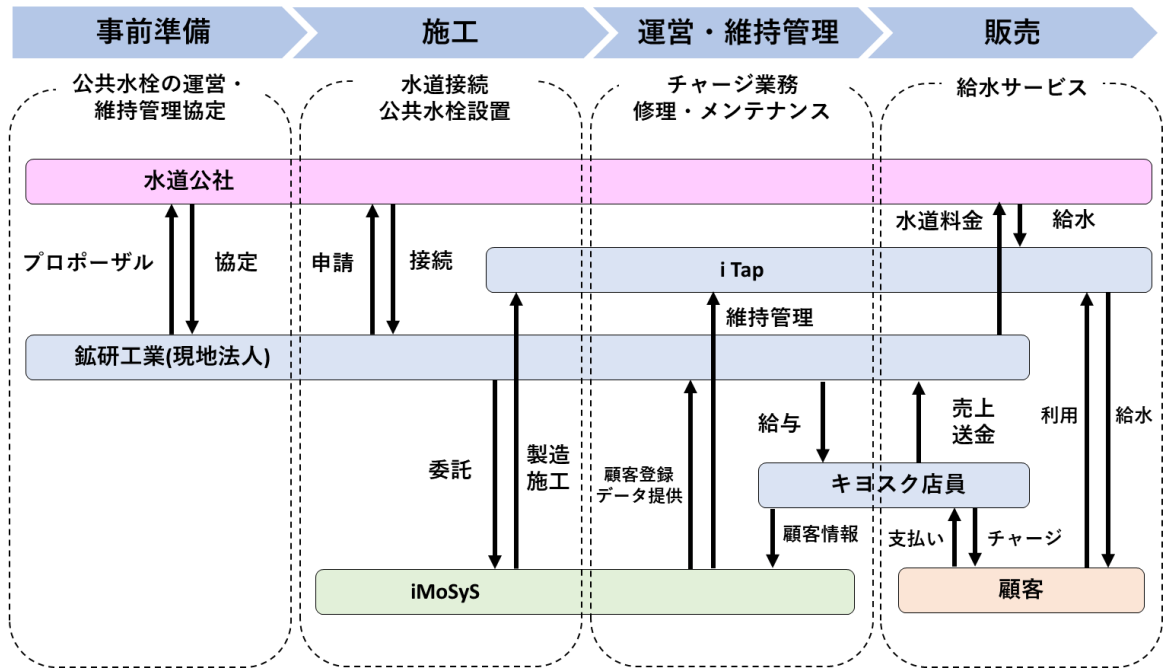 事前準備
施工
運営・維持管理
販売
公共水栓の運営・
維持管理協定
水道接続
公共水栓設置
チャージ業務
修理・メンテナンス
給水サービス
水道公社
プロポーザル
協定
申請
接続
水道料金
給水
i Tap
維持管理
鉱研工業(現地法人)
委託
製造
施工
顧客登録
データ提供
給与
売上
送金
利用
給水
キヨスク店員
顧客情報
支払い
チャージ
iMoSyS
顧客